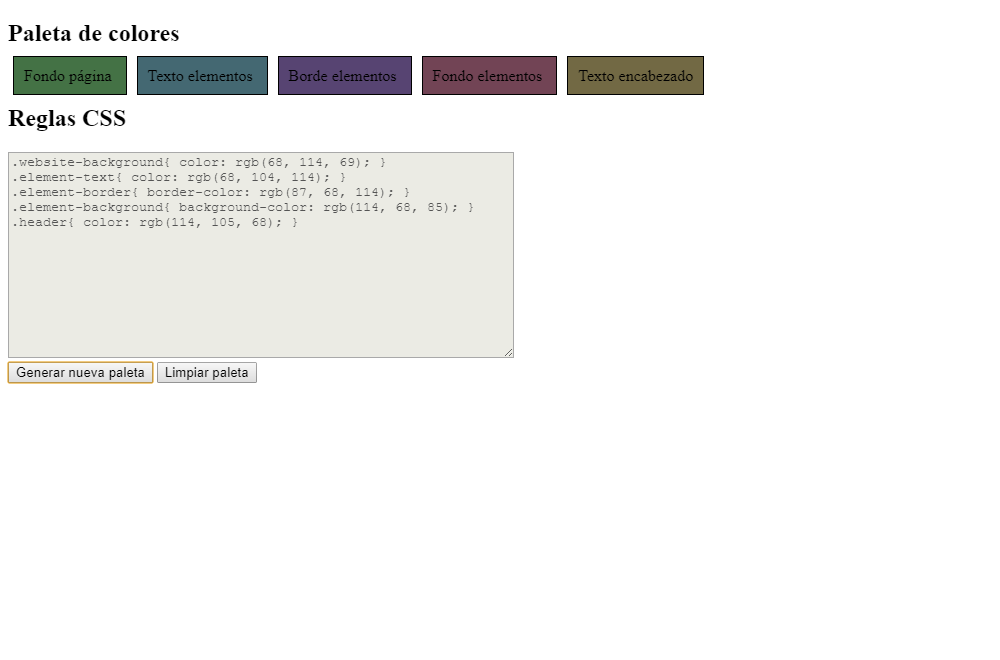 Paleta de colores
Fondo página Texto elementos Borde elementos Fondo elementos Texto encabezado
Reglas CSS
.website-background{ color: rgb(68, 114, 69); }
.element-text{ color: rgb(68, 104, 114); }
.element-border{ border-color: rgb(87, 68, 114); }
.element-background{ background-color: rgb(114, 68, 85); }
.header{ color: rgb(114, 105, 68); }
Generar nueva paleta Limpiar paleta